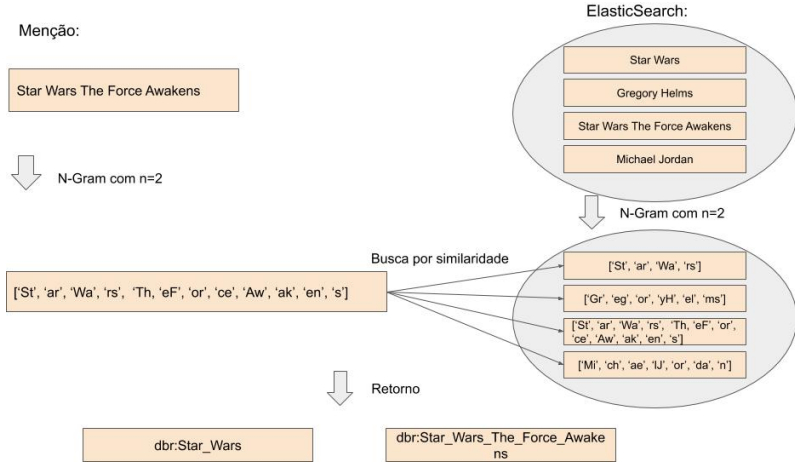 Menção:
Star Wars The Force Awakens
N-Gram com n=2
[‘St’, ‘ar’, ‘Wa’, ‘rs’, ‘Th, ‘eF’, ‘or’, ‘ce’, ‘Aw’, ‘ak’, ‘en’, ‘s’]
ElasticSearch:
Star Wars
Gregory Helms
Star Wars The Force Awakens
Michael Jordan
N-Gram com n=2
Busca por similaridade
[‘St’, ‘ar’, ‘Wa’, ‘rs’]
[‘Gr’, ‘eg’, ‘or’, ‘yH’, ‘el’, ‘ms’]
[‘St’, ‘ar’, ‘Wa’, ‘rs’, ‘Th, ‘eF’, ‘or’,
‘ce’, ‘Aw’, ‘ak’, ‘en’, ‘s’]
[‘Mi’, ‘ch’, ‘ae’, ‘lJ’, ‘or’, ‘da’, ‘n’]
Retorno
dbr:Star_Wars
dbr:Star_Wars_The_Force_Awake
ns